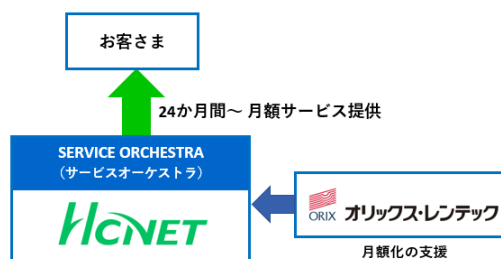 お客さま
24か月間~ 月額サービス提供
SERVICE ORCHESTRA
(サービスオーケストラ)
HCNET
ORIX オリックス・レンテック
月額化の支援